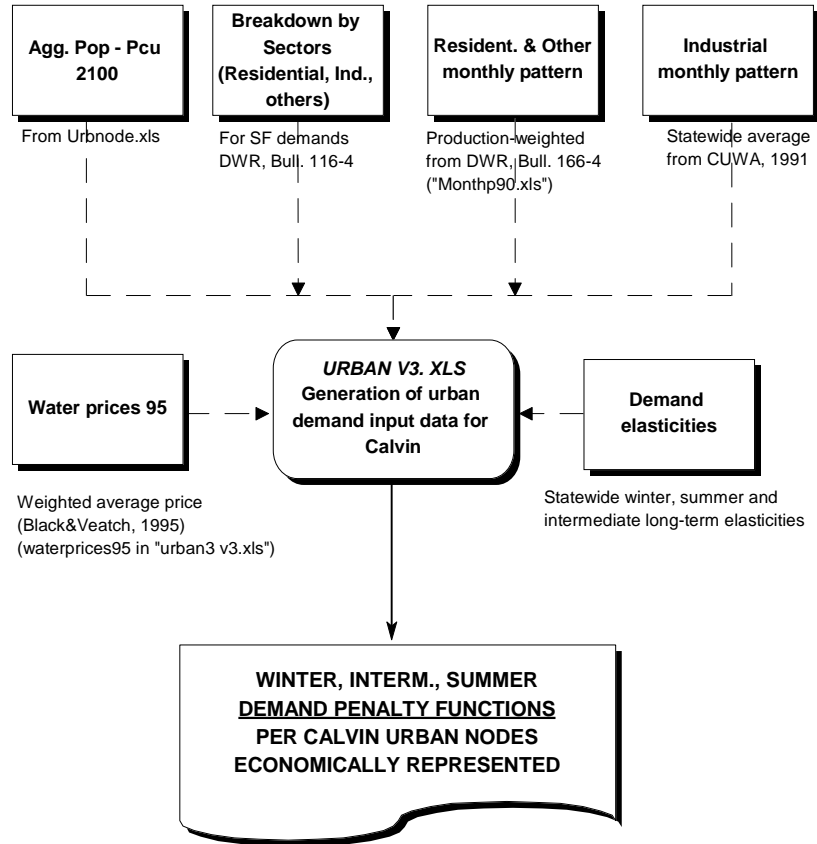 Agg. Pop - Pcu
2100
Breakdown by
Sectors
(Residential, Ind.,
others)
Resident. & Other
monthly pattern
Industrial
monthly pattern
From Urbnode.xls
For SF demands
DWR, Bull. 116-4
Production-weighted
from DWR, Bull. 166-4
("Monthp90.xls")
Statewide average
from CUWA, 1991
Water prices 95
URBAN V3. XLS
Generation of urban
demand input data for
Calvin
Demand
elasticities
Weighted average price
(Black&Veatch, 1995)
(waterprices95 in "urban3 v3.xls")
Statewide winter, summer and
intermediate long-term elasticities
WINTER, INTERM., SUMMER
DEMAND PENALTY FUNCTIONS
PER CALVIN URBAN NODES
ECONOMICALLY REPRESENTED